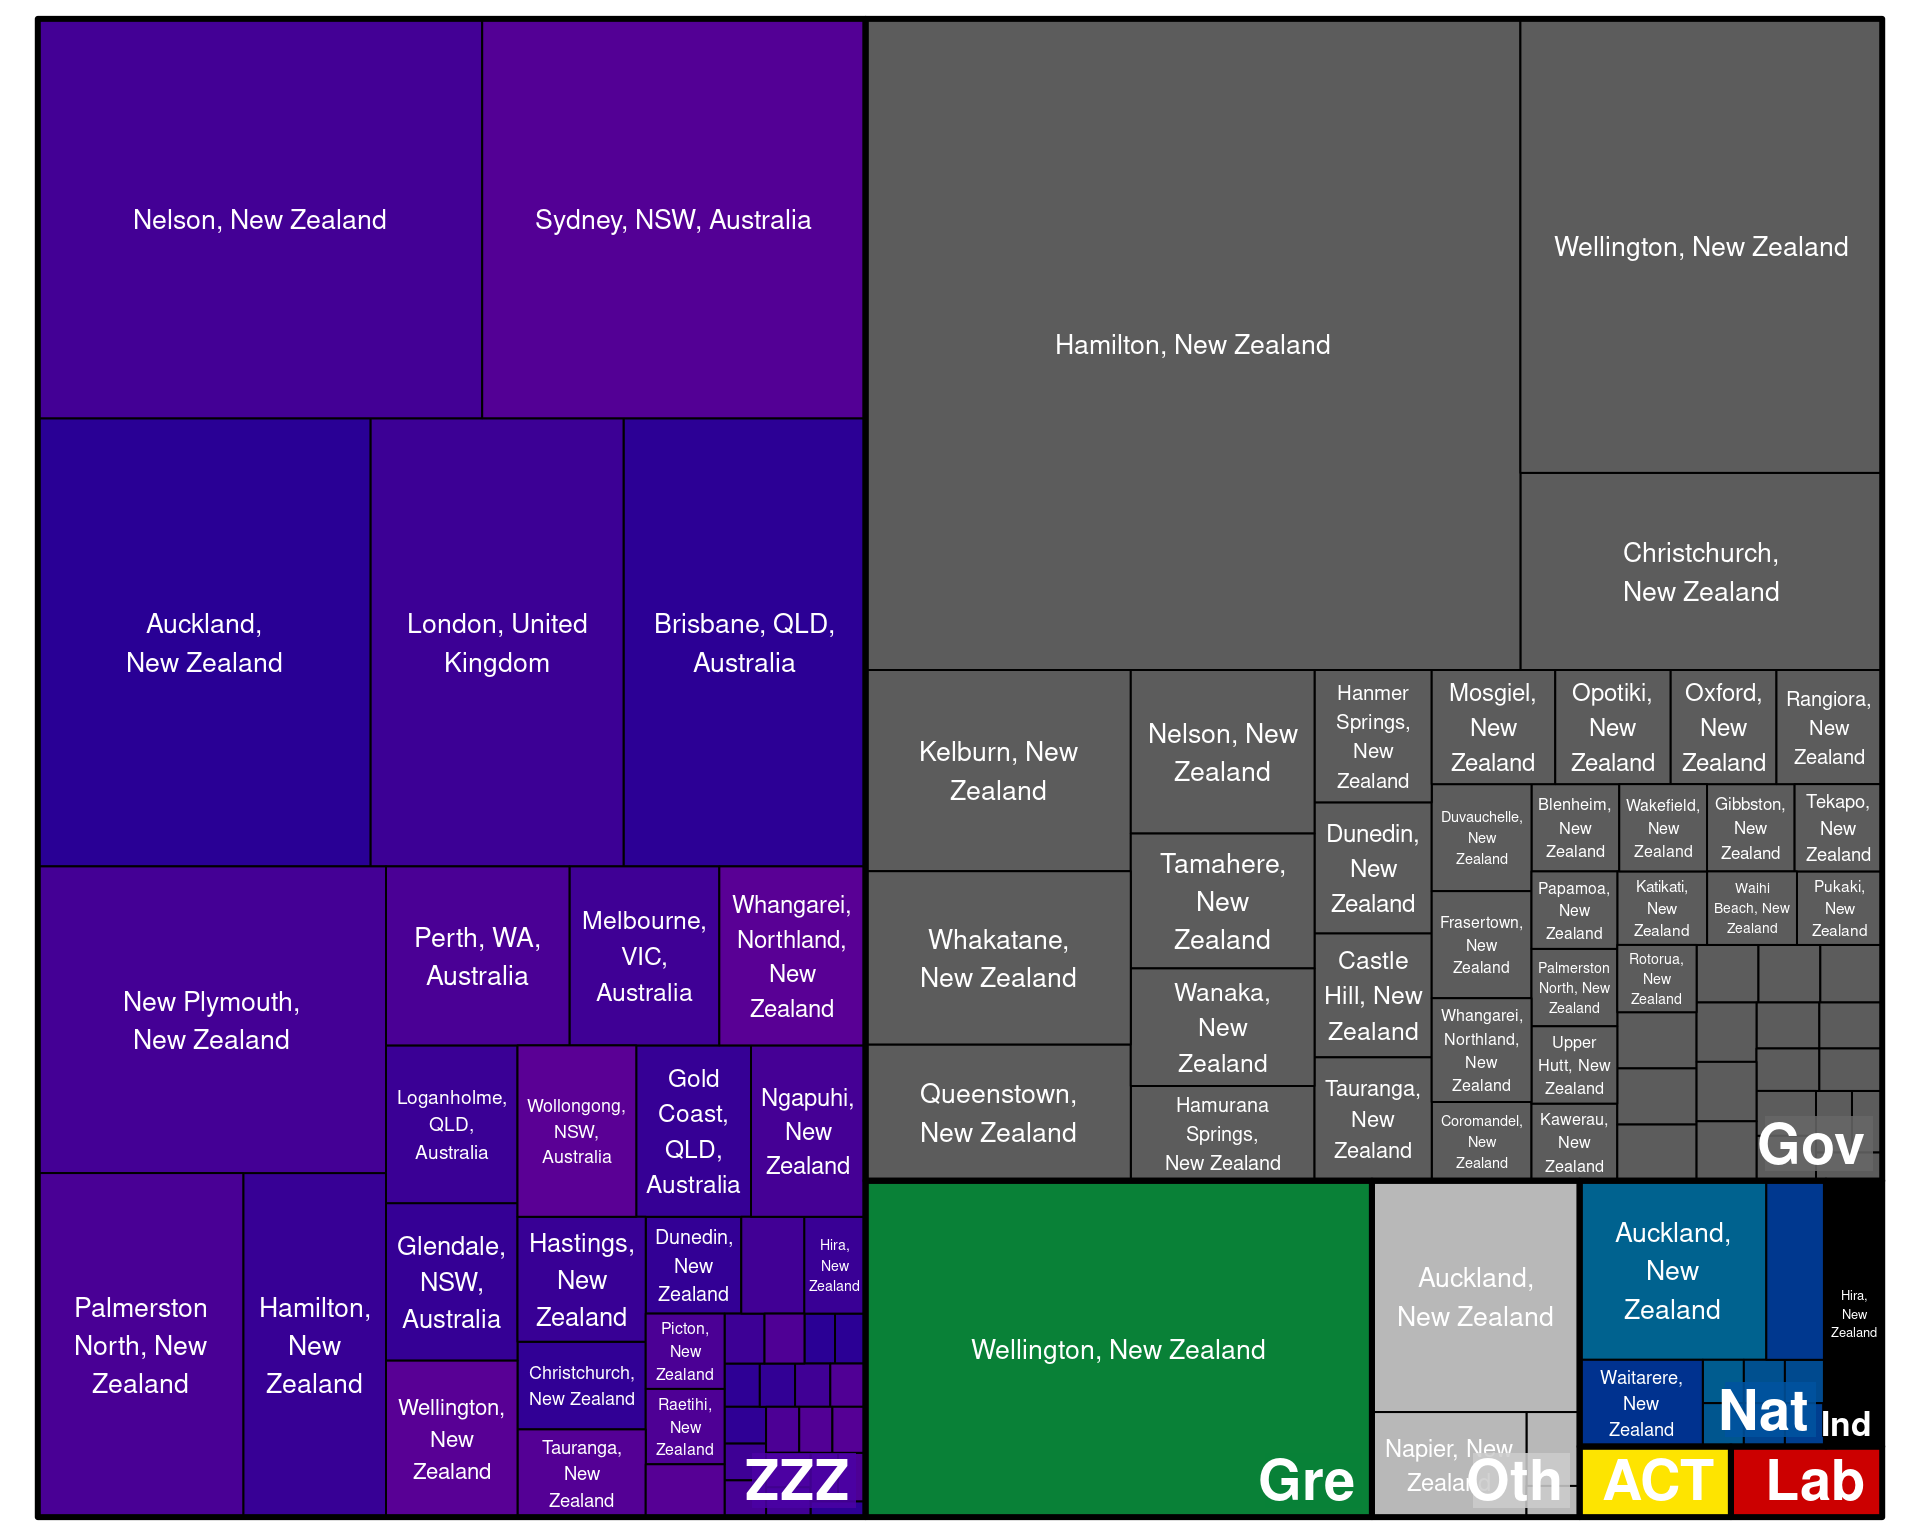 Nelson, New Zealand
Sydney, NSW, Australia
Auckland,
New Zealand
London, United
Kingdom
Brisbane, QLD,
Australia
New Plymouth,
New Zealand
Perth, WA,
Australia
Melbourne,
VIC,
Australia
Whangarei,
Northland,
New
Zealand
Loganholme,
QLD,
Australia
Wollongong,
NSW,
Australia
Gold
Coast,
QLD,
Australia
Ngapuhi,
New
Zealand
Palmerston
North, New
Zealand
Hamilton,
New
Zealand
Glendale,
NSW,
Australia
Hastings,
New
Zealand
Dunedin,
New
Zealand
Hira,
New
Zealand
Wellington,
New
Zealand
Christchurch,
New Zealand
Tauranga,
New
Zealand
Picton,
New
Zealand
Raetihi,
New
Zealand
ZZZ
Hamilton, New Zealand
Wellington, New Zealand
Christchurch,
New Zealand
Kelburn, New
Zealand
Whakatane,
New Zealand
Queenstown,
New Zealand
Nelson, New
Zealand
Tamahere,
New
Zealand
Wanaka,
New
Zealand
Hamurana
Springs,
New Zealand
Hanmer
Springs,
New
Zealand
Dunedin,
New
Zealand
Castle
Hill, New
Zealand
Tauranga,
New
Zealand
Mosgiel,
New
Zealand
Opotiki,
New
Zealand
Oxford,
New
Zealand
Rangiora,
New
Zealand
Duvauchelle,
New
Zealand
Frasertown,
New
Zealand
Whangarei,
Northland,
New
Zealand
Coromandel,
New
Zealand
Blenheim,
New
Zealand
Wakefield,
New
Zealand
Gibbston,
New
Zealand
Tekapo,
New
Zealand
Papamoa,
New
Zealand
Katikati,
New
Zealand
Waihi
Beach, New
Zealand
Pukaki,
New
Zealand
Palmerston
North, New
Zealand
Rotorua,
New
Zealand
Upper
Hutt, New
Zealand
Kawerau,
New
Zealand
Gov
Wellington, New Zealand
Gre
Auckland,
New Zealand
Napier, New
Zealand
Oth
Auckland,
New
Zealand
Waitarere,
New
Zealand
Nat
Hira,
New
Zealand
Ind
ACT
Lab